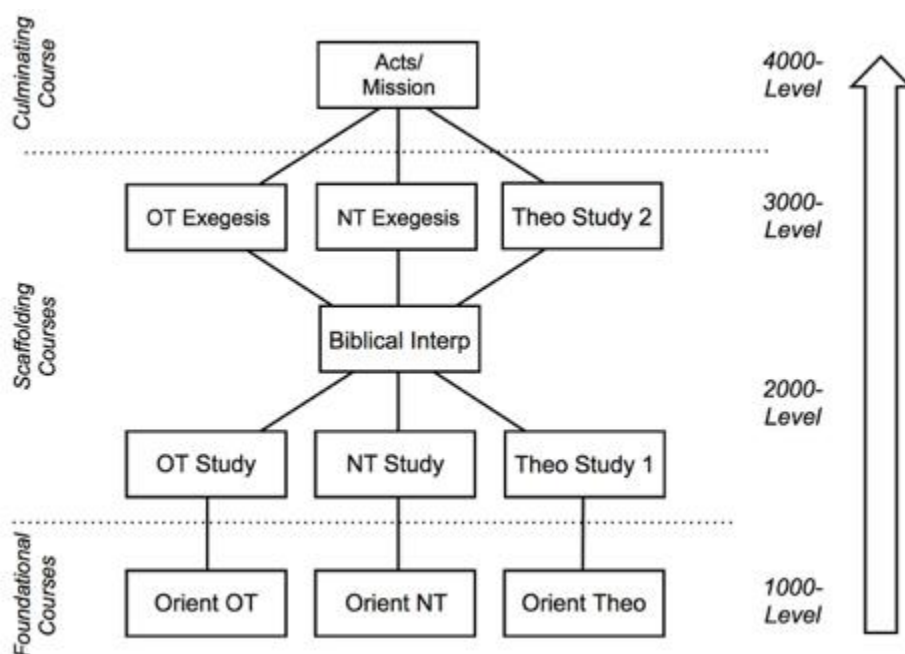 Culminating
Course
Acts/
Mission
4000-
Level
OT Exegesis
NT Exegesis
Theo Study 2
3000-
Level
Scaffolding
Courses
Biblical Interp
2000-
Level
OT Study
NT Study
Theo Study 1
Foundational
Courses
Orient OT
Orient NT
Orient Theo
1000-
Level